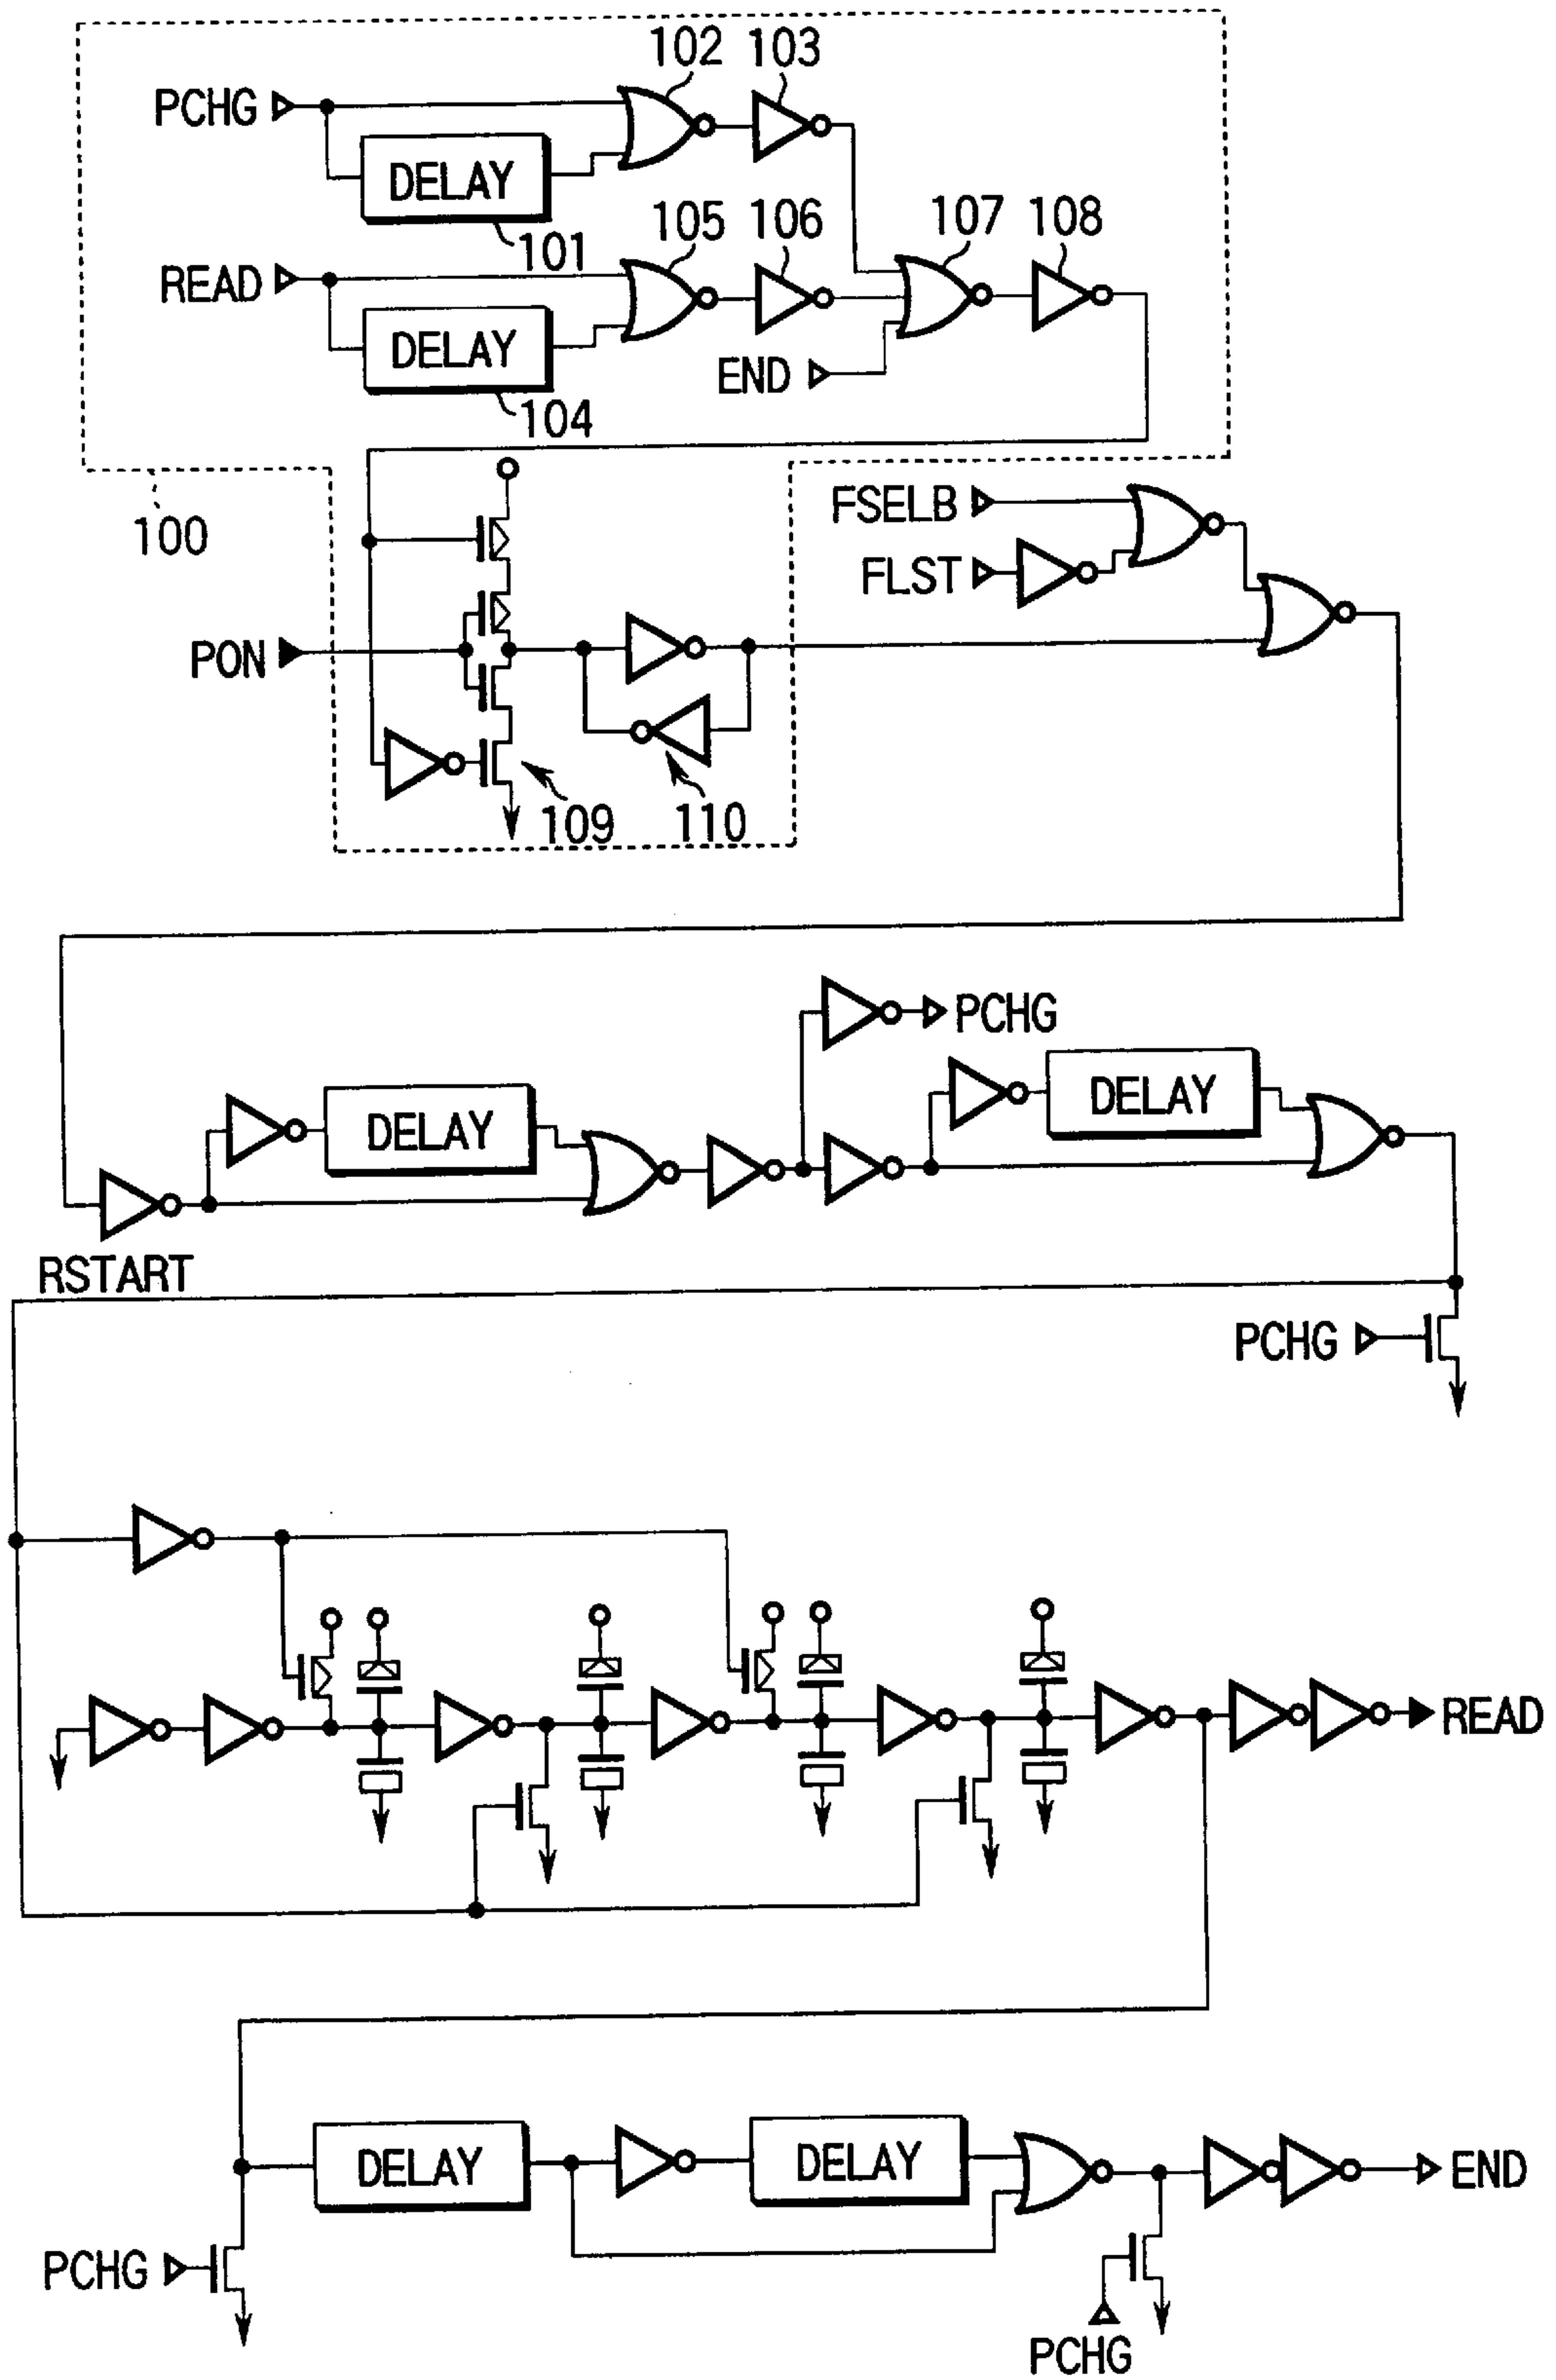 102 103
PCHG
DELAY
101
105 106 107 108
READ
DELAY
END
104
100
FSELB
FLST
PON
109 110
PCHG
DELAY
DELAY
RSTART
PCHG
READ
DELAY
DELAY
END
PCHG
PCHG